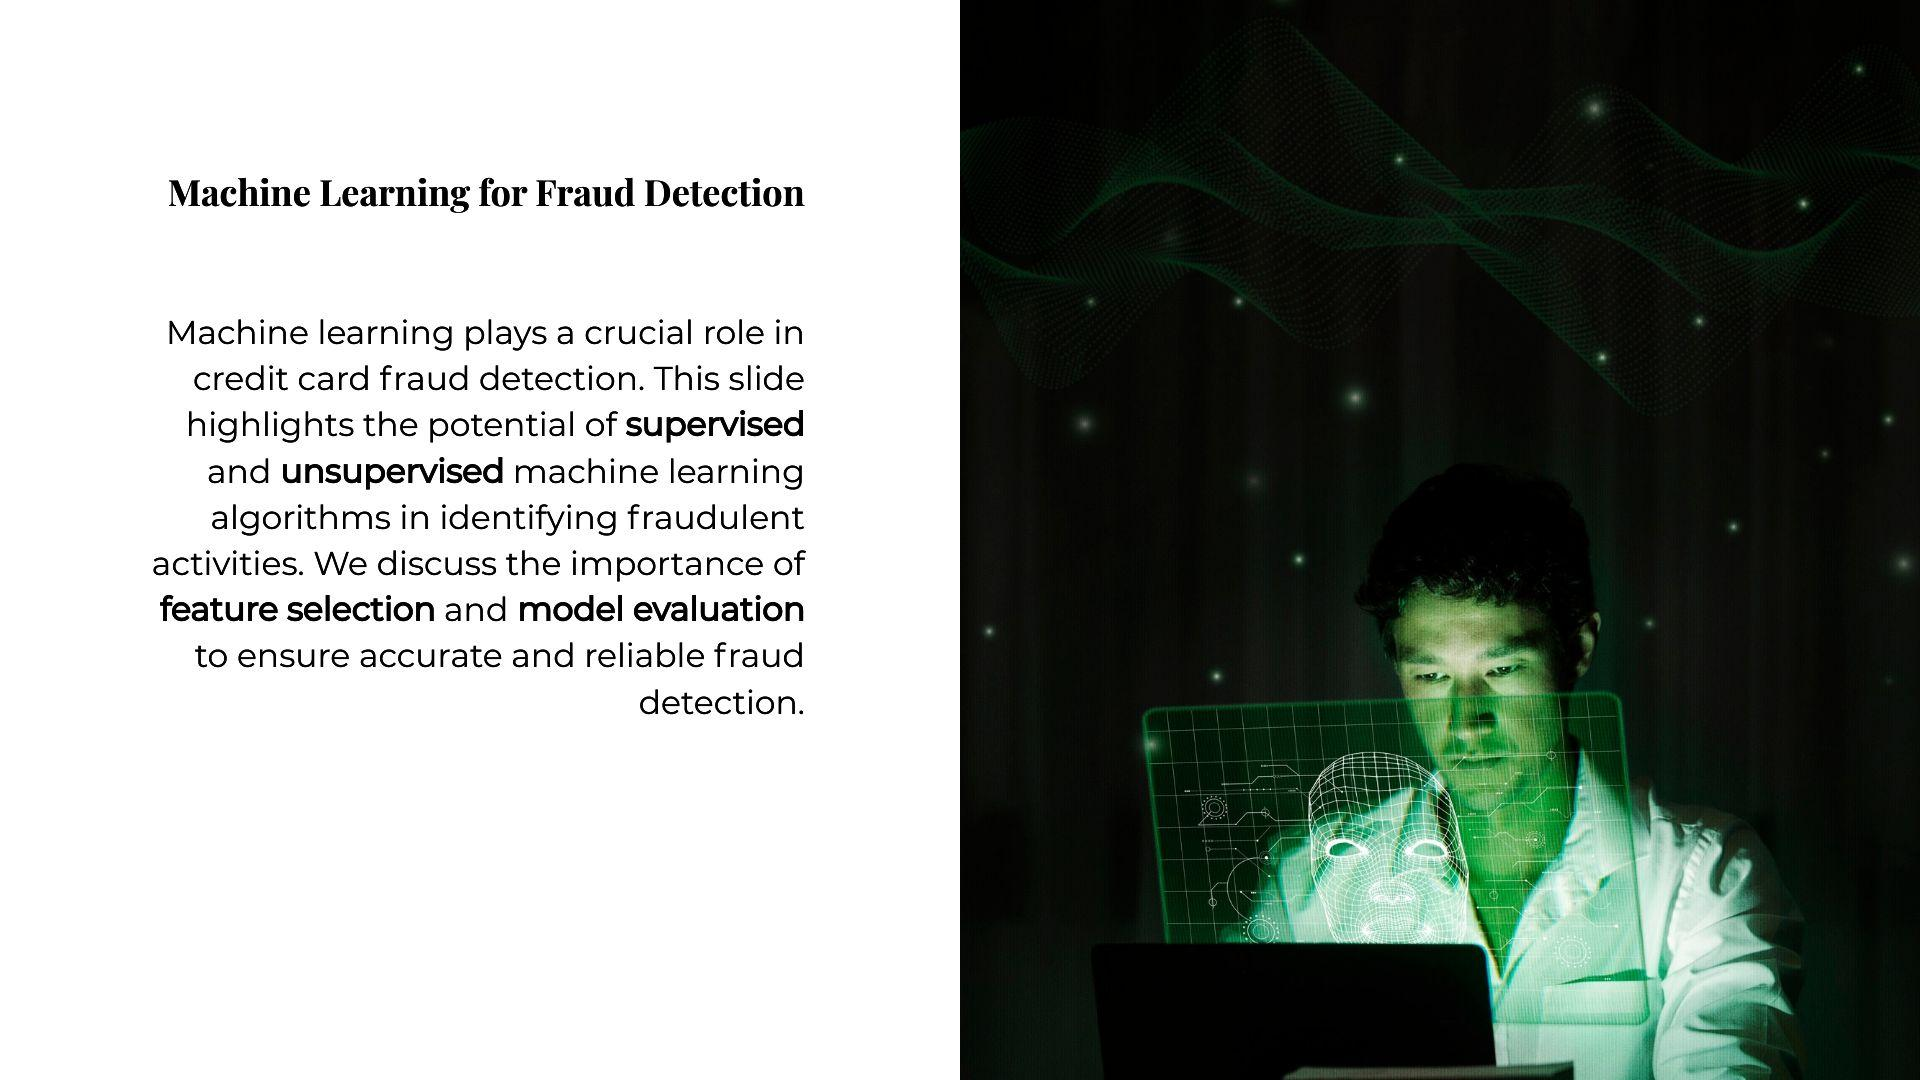 Machine Learning for Fraud Detection
Machine learning plays a crucial role in
credit card fraud detection. This slide
highlights the potential of supervised
and unsupervised machine learning
algorithms in identifying fraudulent
activities. We discuss the importance of
feature selection and model evaluation
to ensure accurate and reliable fraud
detection.